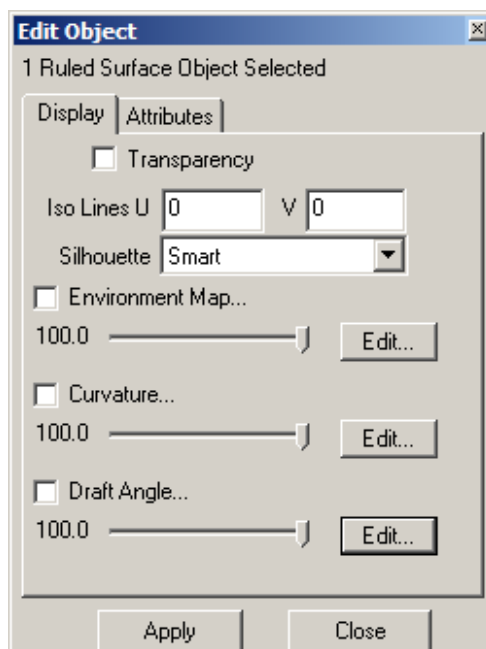 Edit Object
1 Ruled Surface Object Selected
Display Attributes
Transparency
Iso Lines U 0 V 0
Silhouette Smart
Environment Map...
100.0 Edit...
Curvature...
100.0 Edit...
Draft Angle...
100.0 Edit...
Apply Close